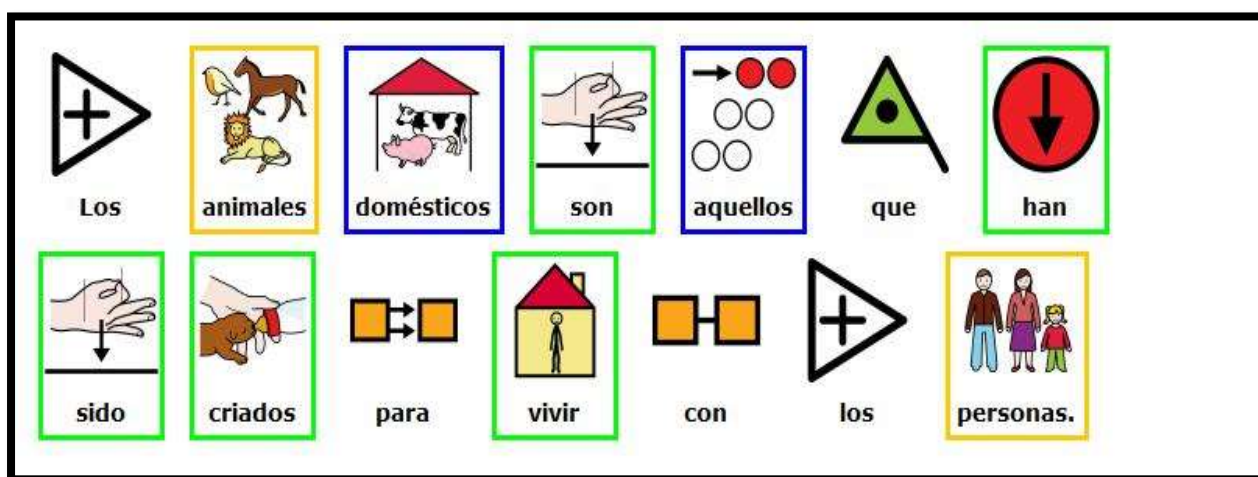 Los animales domésticos son aquellos que han
sido criados para vivir con los personas.